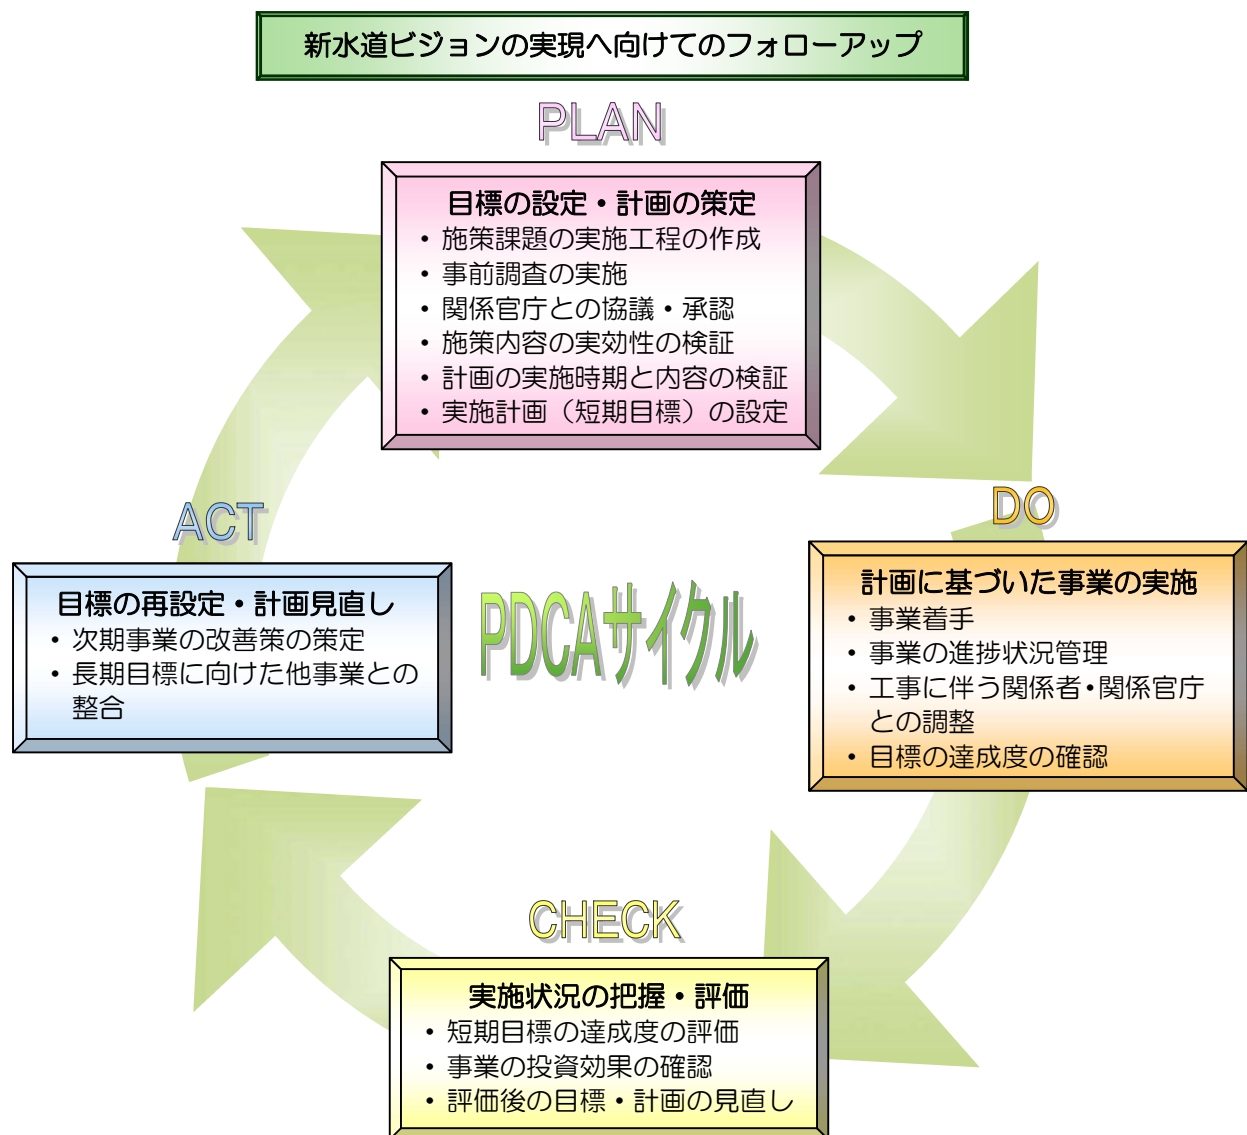 新水道ビジョンの実現へ向けてのフォローアップ
PLAN
目標の設定・計画の策定
・施策課題の実施工程の作成
・事前調査の実施
・関係官庁との協議・承認
・施策内容の実効性の検証
・計画の実施時期と内容の検証
・実施計画（短期目標）の設定
DO
計画に基づいた事業の実施
・事業着手
・事業の進捗状況管理
・工事に伴う関係者・関係官庁
との調整
・目標の達成度の確認
ACT
目標の再設定・計画見直し
・次期事業の改善策の策定
・長期目標に向けた他事業との
整合
PDCAサイクル
CHECK
実施状況の把握・評価
・短期目標の達成度の評価
・事業の投資効果の確認
・評価後の目標・計画の見直し